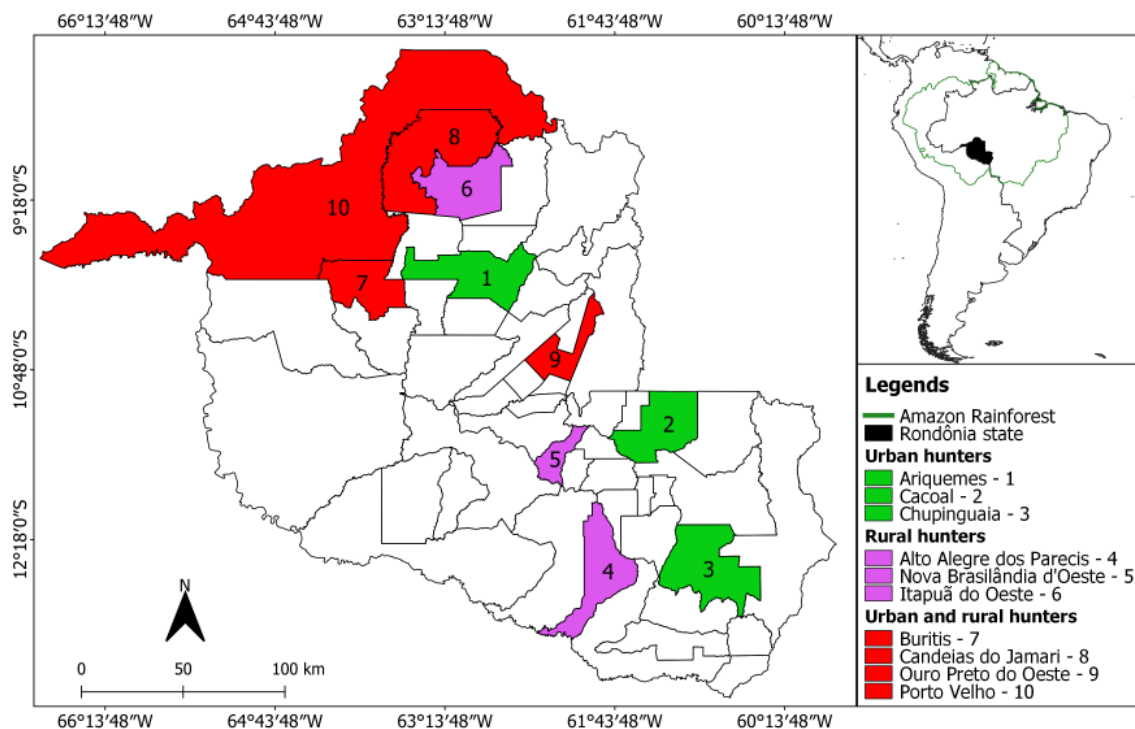 66°13′48″W 64°43′48″W 63°13′48″W 61°43′48″W 60°13′48″W
9°18′0″S
10°48′0″S
12°18′0″S
8
6
10
1
7
9
2
5
4
3
N
0 50 100 km
66°13′48″W 64°43′48″W 63°13′48″W 61°43′48″W 60°13′48″W
Legends
Amazon Rainforest
Rondônia state
Urban hunters
Ariquemes - 1
Cacoal - 2
Chupinguaia - 3
Rural hunters
Alto Alegre dos Parecis - 4
Nova Brasilândia d'Oeste - 5
Itapuã do Oeste - 6
Urban and rural hunters
Buritis - 7
Candeias do Jamari - 8
Ouro Preto do Oeste - 9
Porto Velho - 10